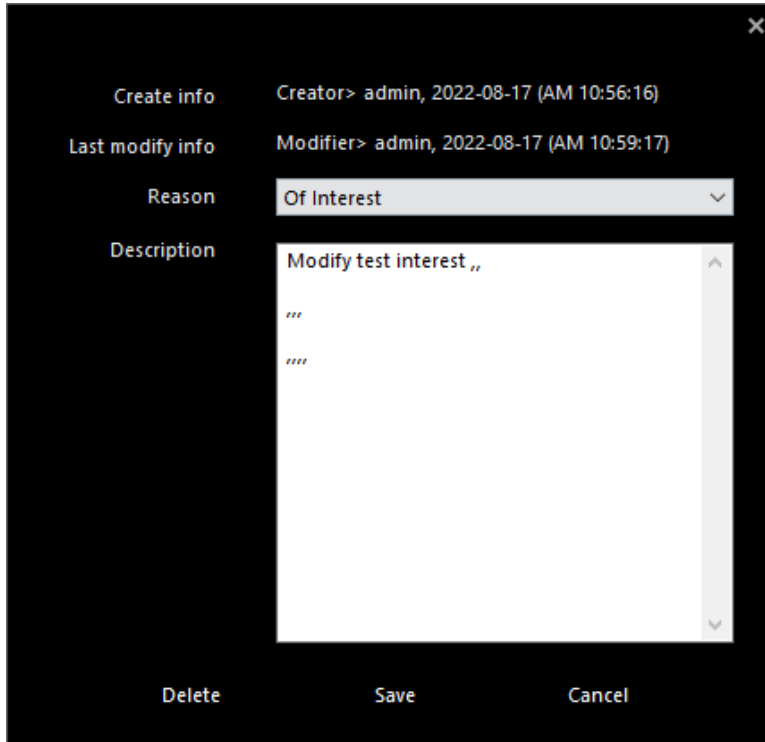 Create info Creator> admin, 2022-08-17 (AM 10:56:16)
Last modify info Modifier> admin, 2022-08-17 (AM 10:59:17)
Reason Of Interest
Description Modify test interest ,,
,,,
,,,,
Delete Save Cancel